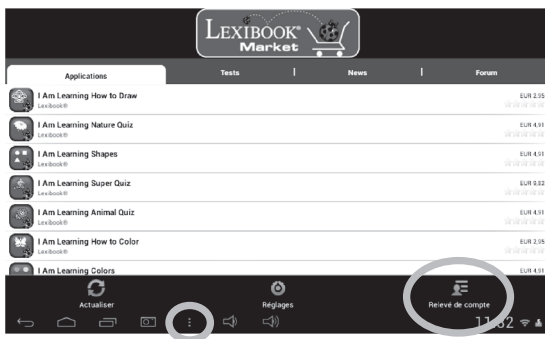 LEXIBOOK®
Market
Applications Tests | News | Forum
I Am Learning How to Draw EUR 2,95
Lexibook®
I Am Learning Nature Quiz EUR 4,91
Lexibook®
I Am Learning Shapes EUR 4,91
Lexibook®
I Am Learning Super Quiz EUR 9,82
Lexibook®
I Am Learning Animal Quiz EUR 4,91
Lexibook®
I Am Learning How to Color EUR 2,95
Lexibook®
I Am Learning Colors EUR 4,91
Actualiser Réglages Relevé de compte